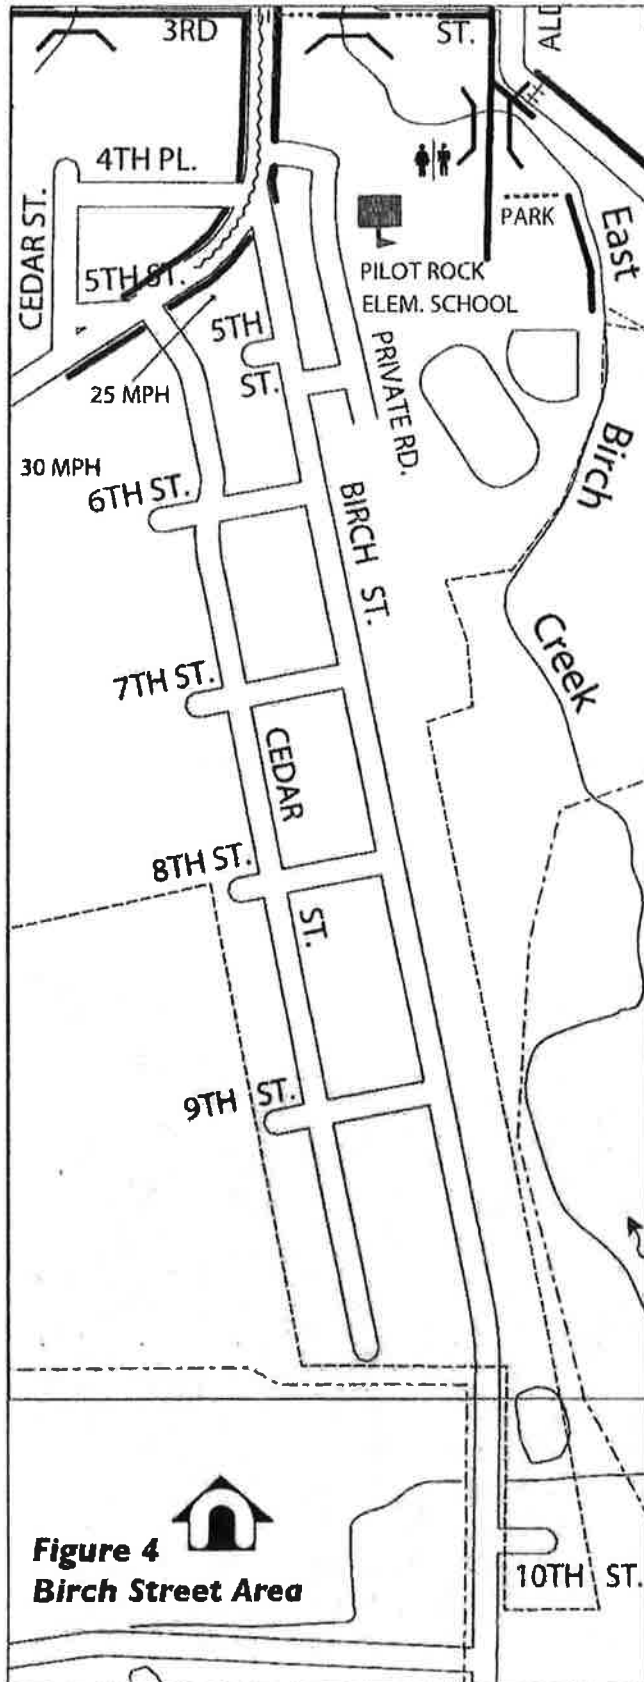 3RD ST.
4TH PL.
CEDAR ST.
PARK
East
5TH ST.
PILOT ROCK
ELEM. SCHOOL
5TH
ST.
25 MPH
PRIVATE RD.
30 MPH
6TH ST.
BIRCH ST.
Birch
Creek
7TH ST.
CEDAR
ST.
8TH ST.
9TH ST.
10TH ST.
Figure 4
Birch Street Area